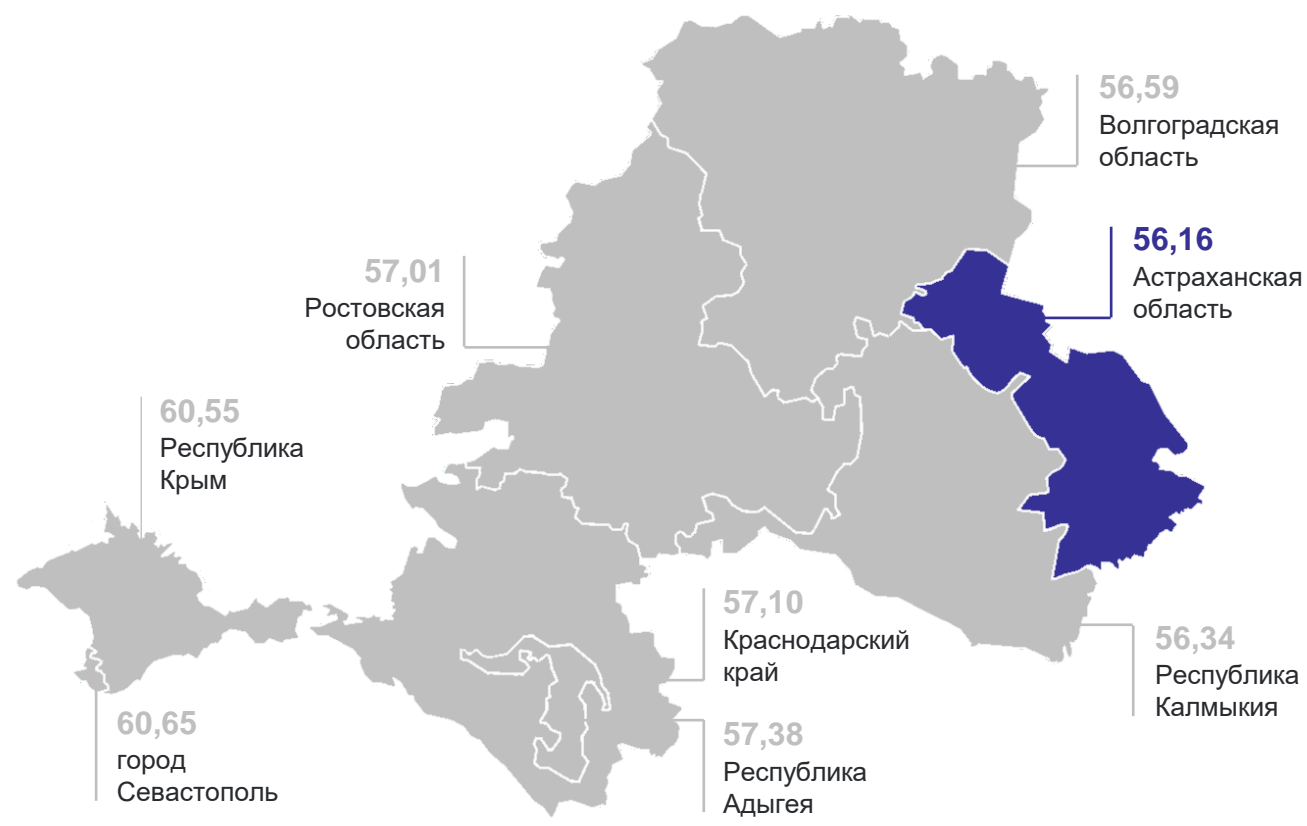 56,59
Волгоградская
область
56,16
Астраханская
область
57,01
Ростовская
область
60,55
Республика
Крым
57,10
Краснодарский
край
56,34
Республика
Калмыкия
60,65
город
Севастополь
57,38
Республика
Адыгея